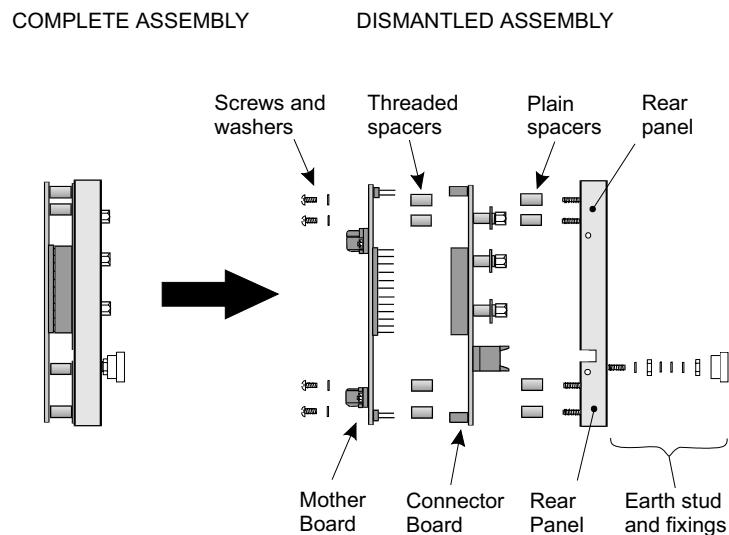 COMPLETE ASSEMBLY
DISMANTLED ASSEMBLY
Screws and
washers
Threaded
spacers
Plain
spacers
Rear
panel
Mother
Board
Connector
Board
Rear
Panel
Earth stud
and fixings